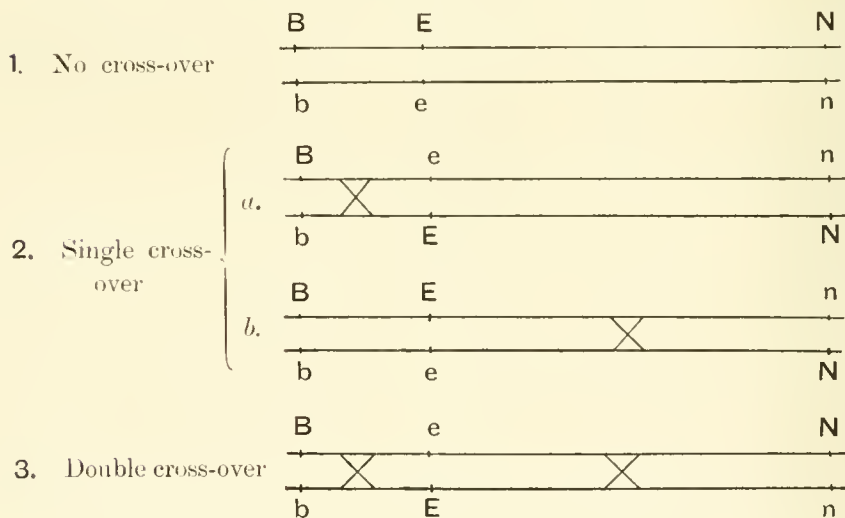 B E N
1. No cross-over
b e n
B e n
a.
b E N
2. Single cross-
over
B E n
b.
b e N
B e N
3. Double cross-over
b E n